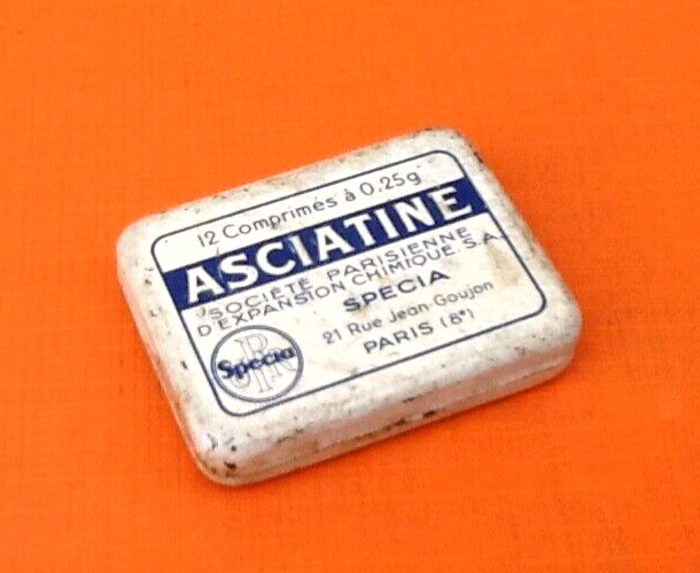 12 Comprimés à 0,25g
ASCIATINE
SOCIÉTÉ PARISIENNE
D'EXPANSION CHIMIQUE. S.A.
SPECIA
21 Rue Jean-Goujon
PARIS (8e)
Specia